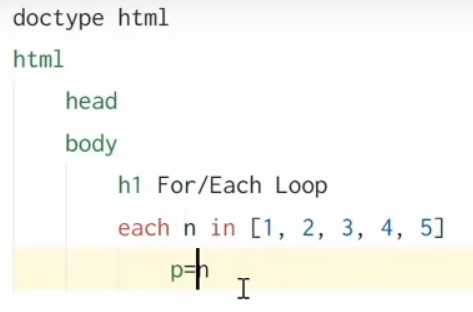 doctype html
html
head
body
h1 For/Each Loop
each n in [1, 2, 3, 4, 5]
p=n